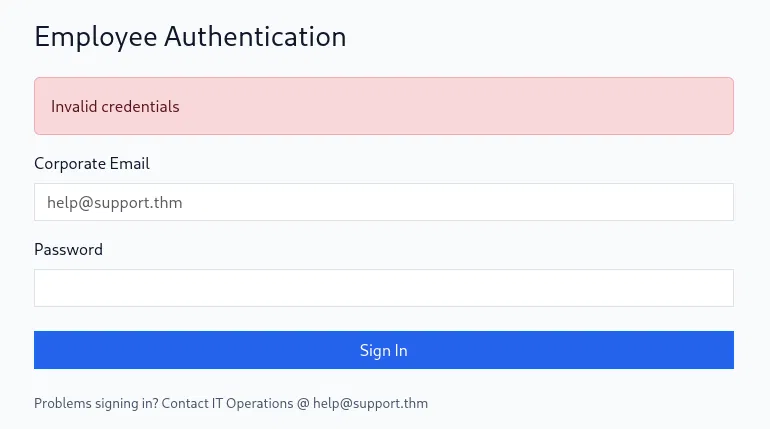 Employee Authentication
Invalid credentials
Corporate Email
help@support.thm
Password
Sign In
Problems signing in? Contact IT Operations @ help@support.thm